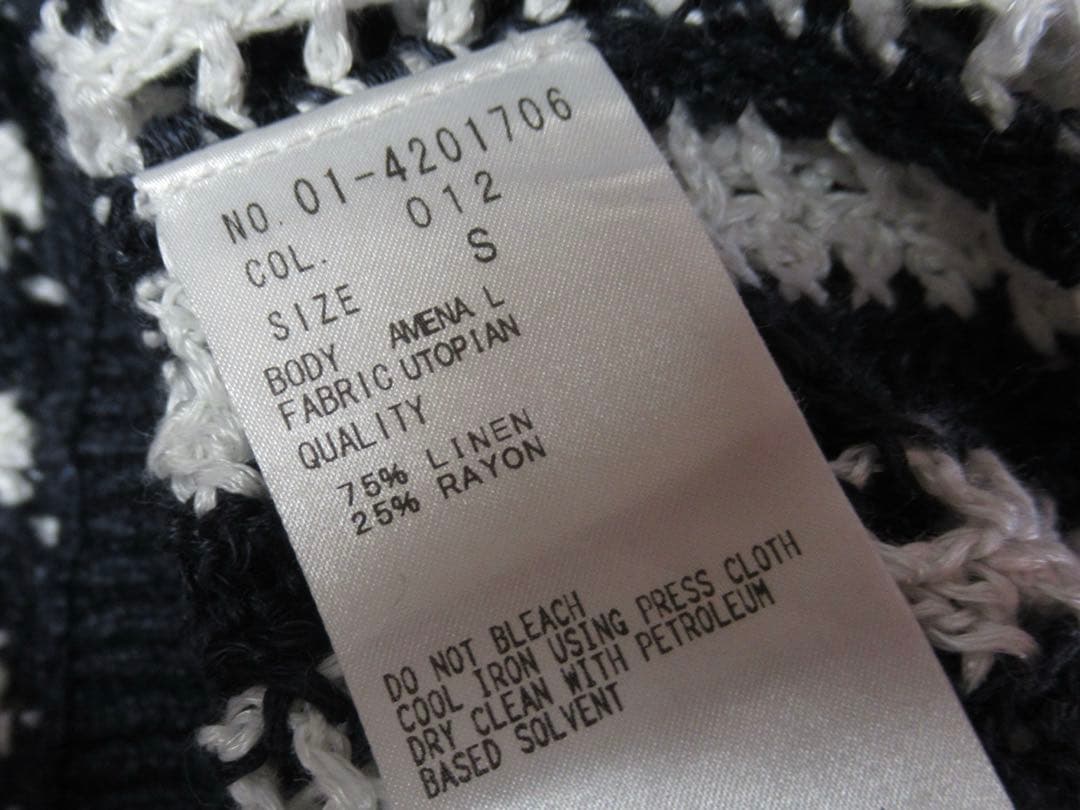 NO. 01-4201706
COL. 012
SIZE S
BODY AMENA L
FABRIC UTOPIAN
QUALITY
75% LINEN
25% RAYON
DO NOT BLEACH
COOL IRON USING PRESS CLOTH
DRY CLEAN WITH PETROLEUM
BASED SOLVENT